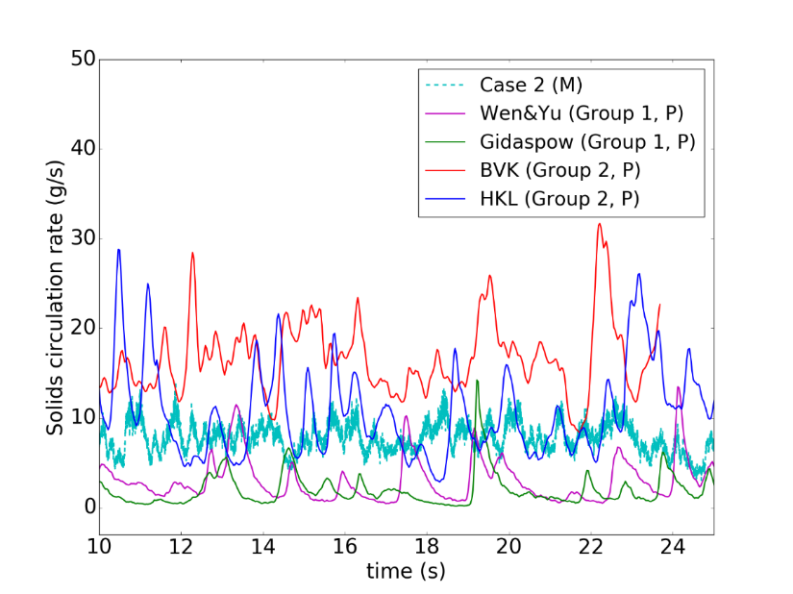 50
40
30
20
10
0
Solids circulation rate (g/s)
Case 2 (M)
Wen&Yu (Group 1, P)
Gidaspow (Group 1, P)
BVK (Group 2, P)
HKL (Group 2, P)
10 12 14 16 18 20 22 24
time (s)